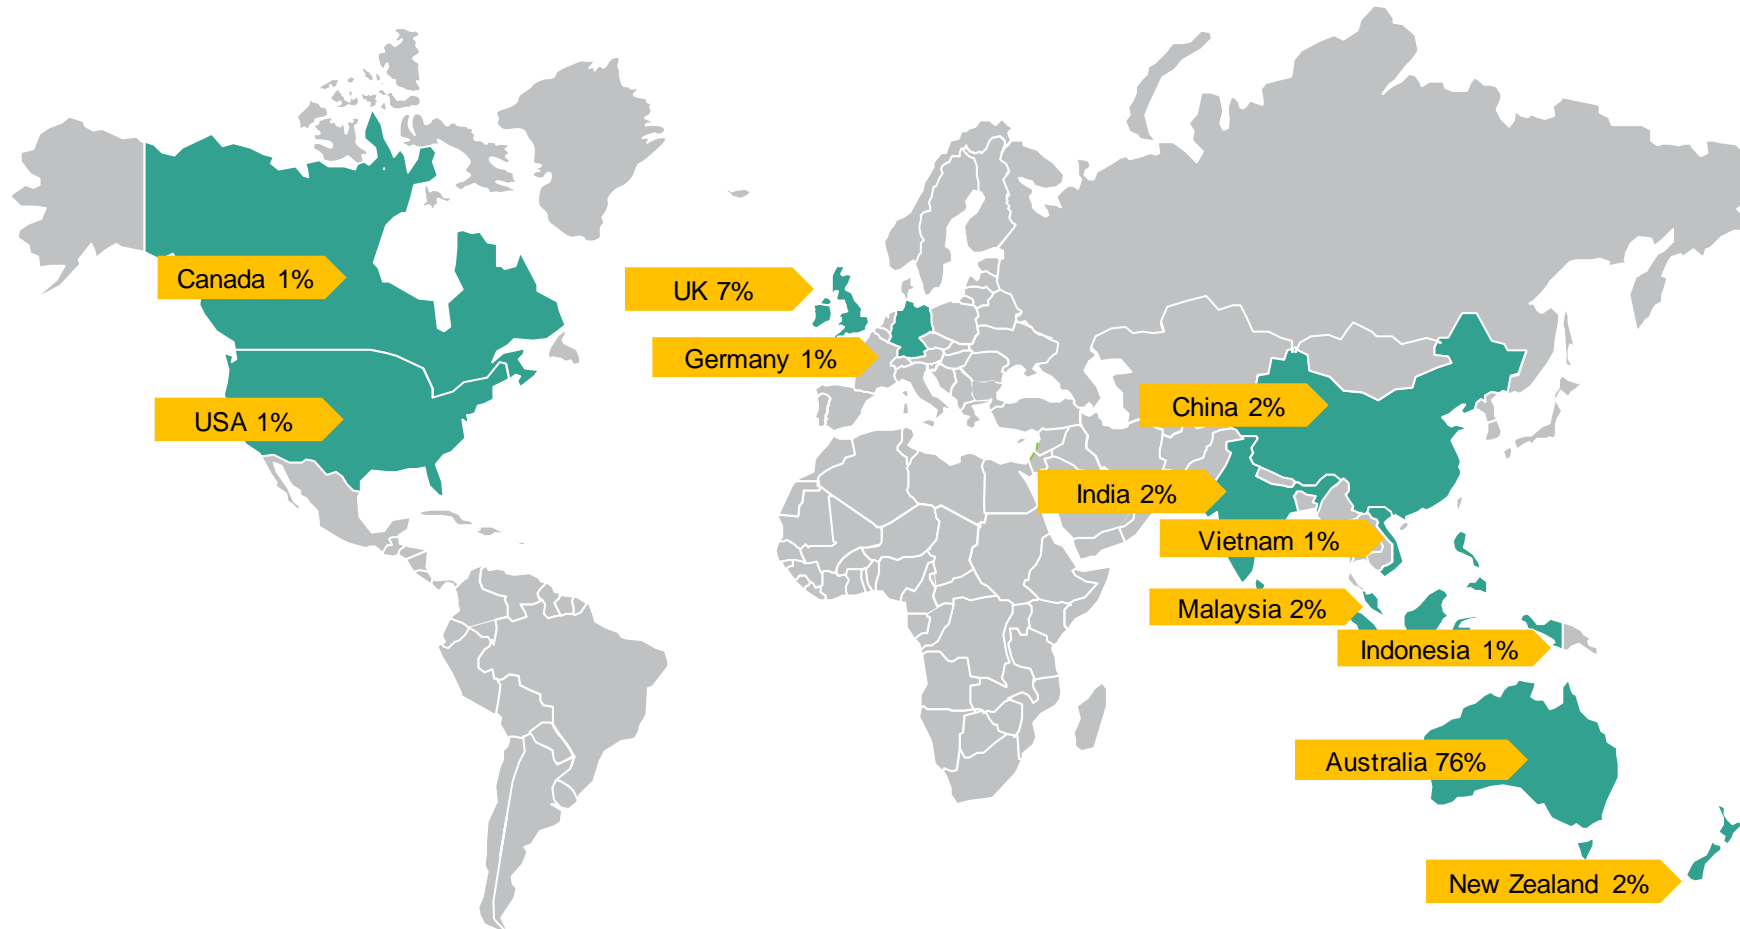 Canada 1%
UK 7%
Germany 1%
USA 1%
China 2%
India 2%
Vietnam 1%
Malaysia 2%
Indonesia 1%
Australia 76%
New Zealand 2%